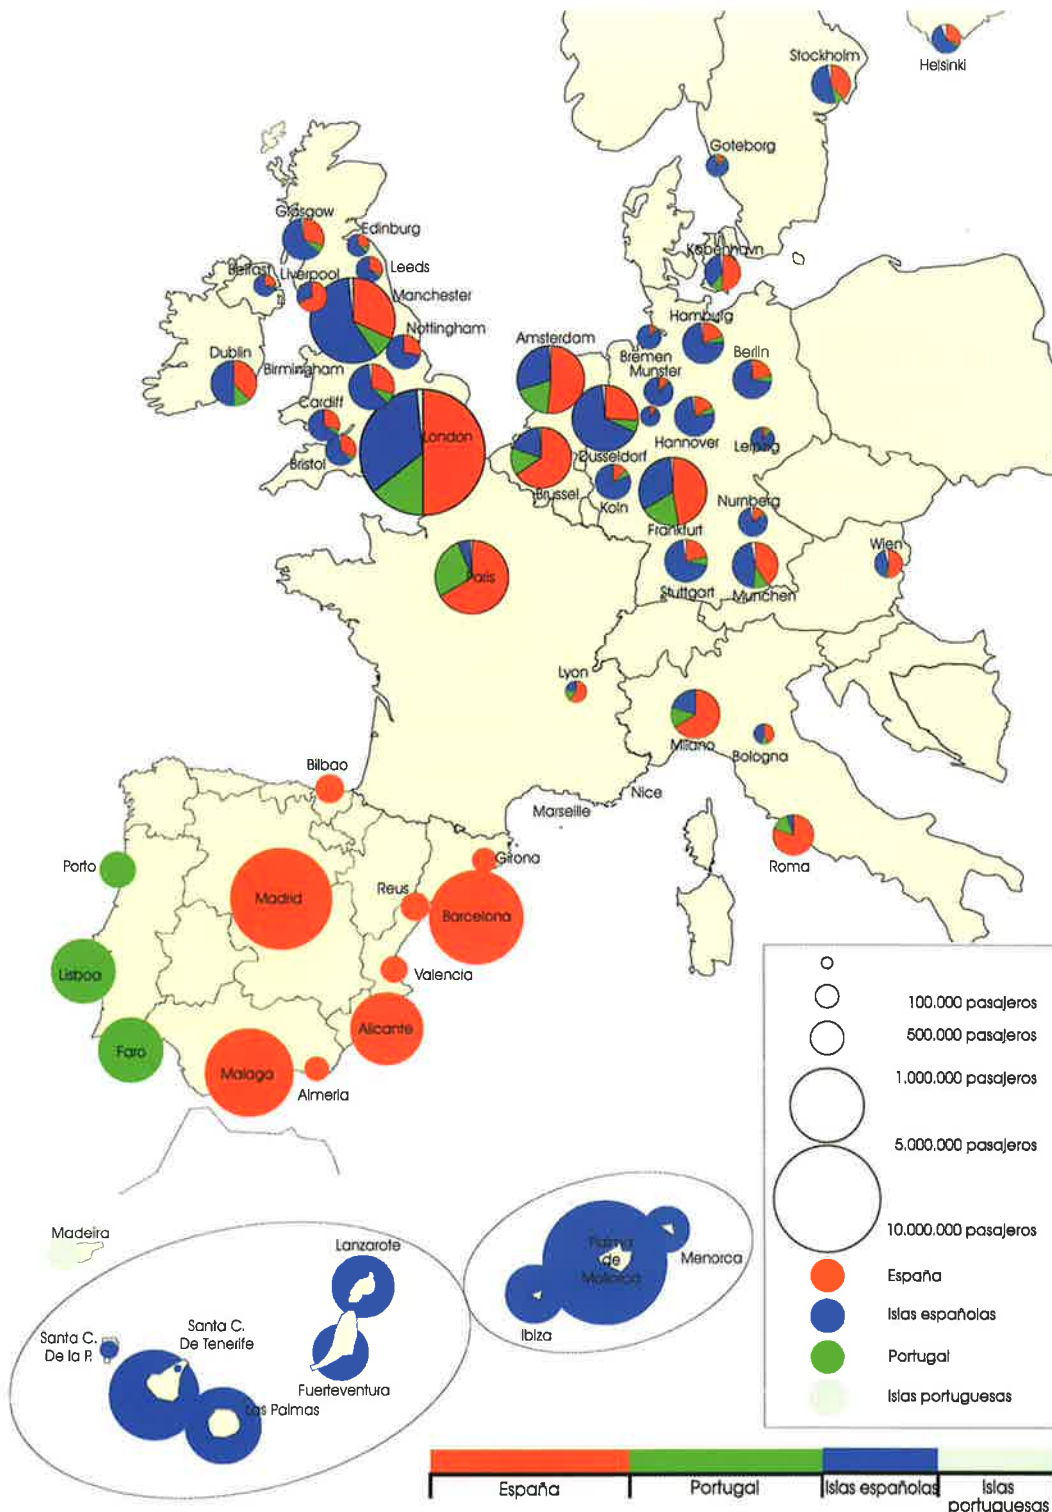 Stockholm
Helsinki
Goteborg
Glasgow
Edinburg
København
Belfast
Liverpool
Leeds
Manchester
Nottingham
Hamburg
Amsterdam
Dublin
Birmingham
Bremen
Berlin
Munster
Cardiff
London
Dusseldorf
Hannover
Leipzig
Bristol
Brussel
Koln
Nurnberg
Frankfurt
Wien
Paris
Stuttgart
Munchen
Lyon
Milano
Bologna
Bilbao
Nice
Marseille
Porto
Girona
Roma
Madrid
Reus
Barcelona
Lisboa
Valencia
Alicante
Faro
Malaga
Almeria
100.000 pasajeros
500.000 pasajeros
1.000.000 pasajeros
5.000.000 pasajeros
10.000.000 pasajeros
España
Islas españolas
Portugal
Islas portuguesas
Madeira
Lanzarote
Palma
de
Mallorca
Menorca
Ibiza
Santa C.
De la P.
Santa C.
De Tenerife
Fuerteventura
Las Palmas
España
Portugal
Islas españolas
Islas
portuguesas